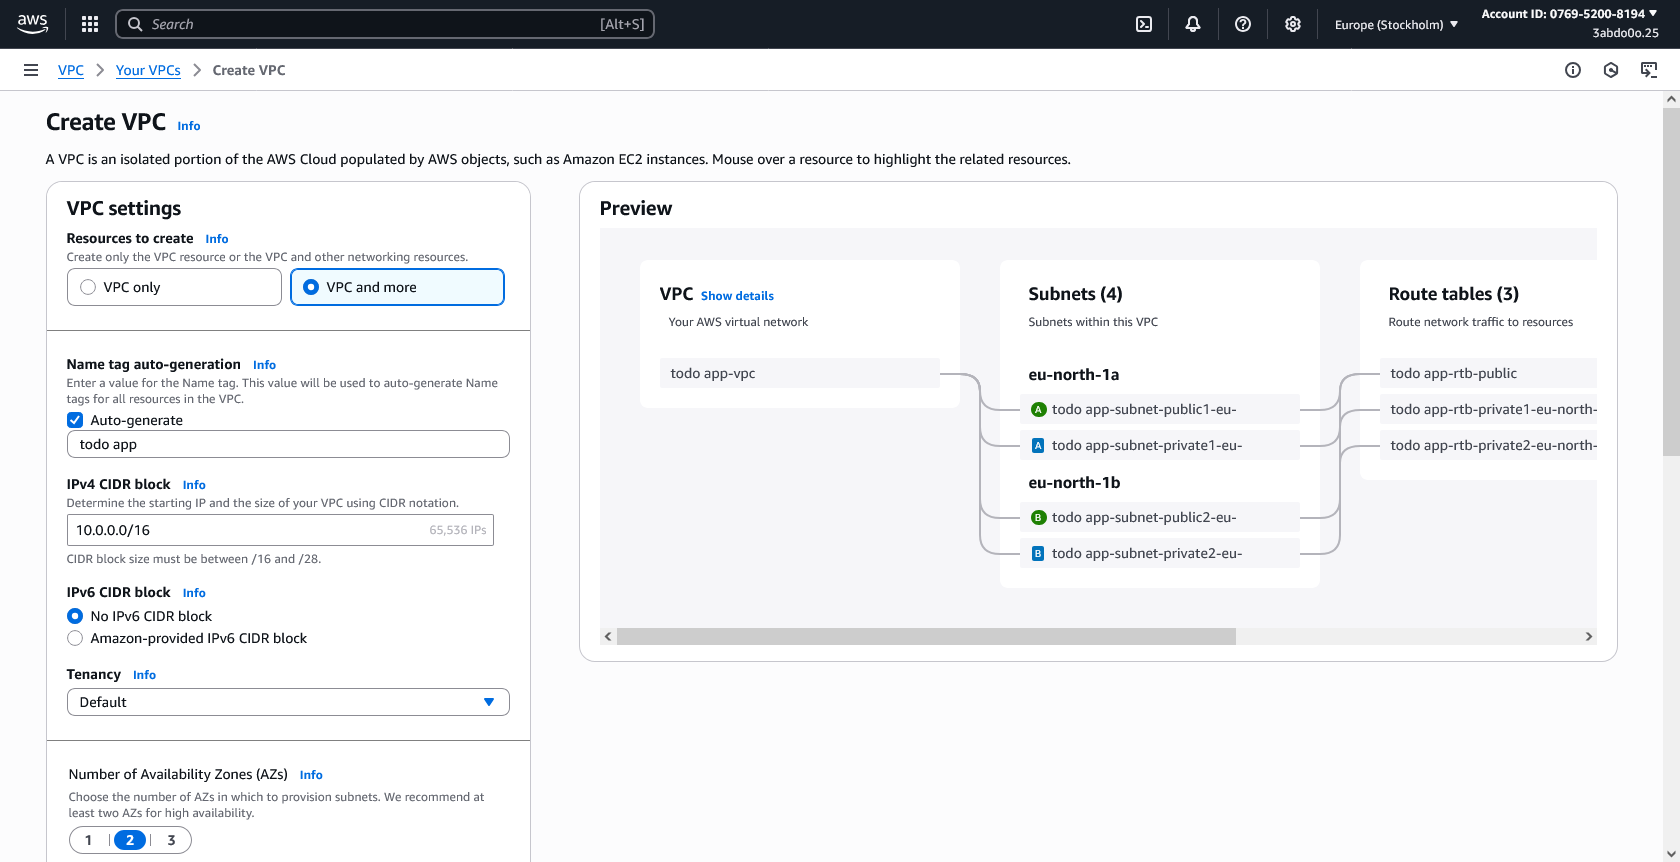 aws
Search
[Alt+S]
Europe (Stockholm)
Account ID: 0769-5200-8194
3abdo0o.25
VPC
Your VPCs
Create VPC
Create VPC Info
A VPC is an isolated portion of the AWS Cloud populated by AWS objects, such as Amazon EC2 instances. Mouse over a resource to highlight the related resources.
VPC settings
Resources to create Info
Create only the VPC resource or the VPC and other networking resources.
VPC only
VPC and more
Name tag auto-generation Info
Enter a value for the Name tag. This value will be used to auto-generate Name
tags for all resources in the VPC.
Auto-generate
todo app
IPv4 CIDR block Info
Determine the starting IP and the size of your VPC using CIDR notation.
10.0.0.0/16 65,536 IPs
CIDR block size must be between /16 and /28.
IPv6 CIDR block Info
No IPv6 CIDR block
Amazon-provided IPv6 CIDR block
Tenancy Info
Default
Number of Availability Zones (AZs) Info
Choose the number of AZs in which to provision subnets. We recommend at
least two AZs for high availability.
1 2 3
Preview
VPC Show details
Your AWS virtual network
todo app-vpc
Subnets (4)
Subnets within this VPC
eu-north-1a
A todo app-subnet-public1-eu-
A todo app-subnet-private1-eu-
eu-north-1b
B todo app-subnet-public2-eu-
B todo app-subnet-private2-eu-
Route tables (3)
Route network traffic to resources
todo app-rtb-public
todo app-rtb-private1-eu-north-
todo app-rtb-private2-eu-north-